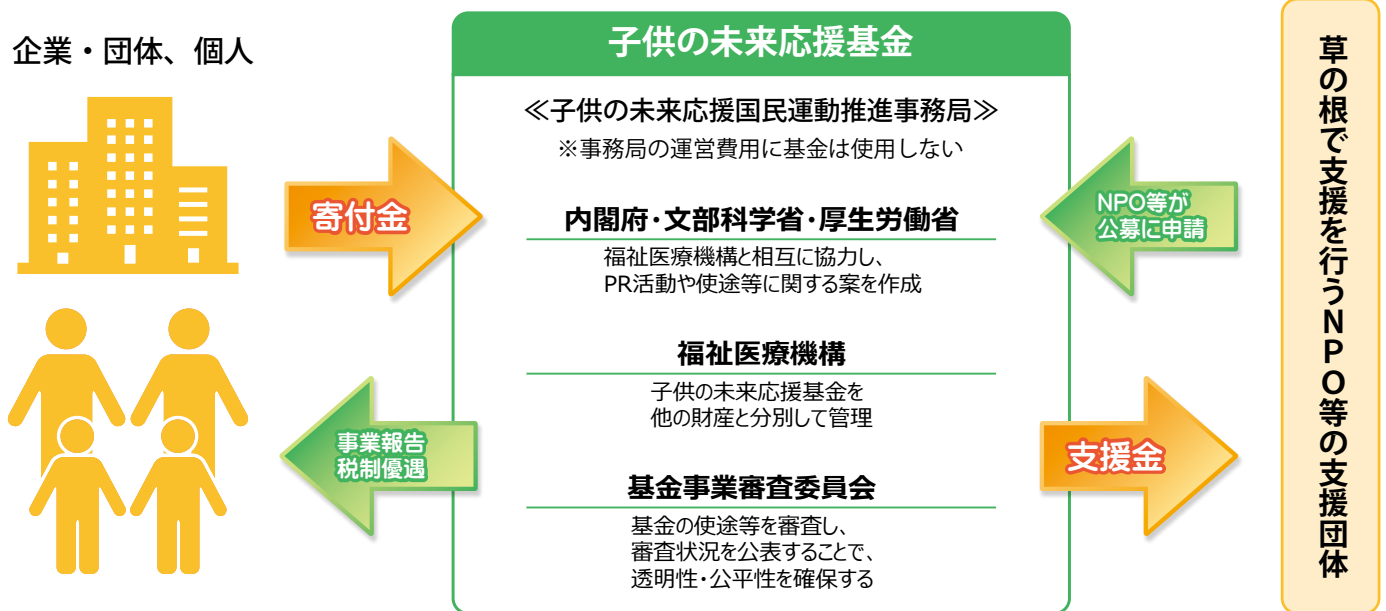 企業・団体、個人
寄付金
事業報告
税制優遇
子供の未来応援基金
≪子供の未来応援国民運動推進事務局≫
※事務局の運営費用に基金は使用しない
内閣府・文部科学省・厚生労働省
福祉医療機構と相互に協力し、
PR活動や使途等に関する案を作成
福祉医療機構
子供の未来応援基金を
他の財産と分別して管理
基金事業審査委員会
基金の使途等を審査し、
審査状況を公表することで、
透明性・公平性を確保する
NPO等が
公募に申請
支援金
草の根で支援を行うNPO等の支援団体